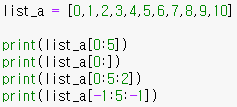 list_a = [0,1,2,3,4,5,6,7,8,9,10]
print(list_a[0:5])
print(list_a[0:])
print(list_a[0:5:2])
print(list_a[-1:5:-1])